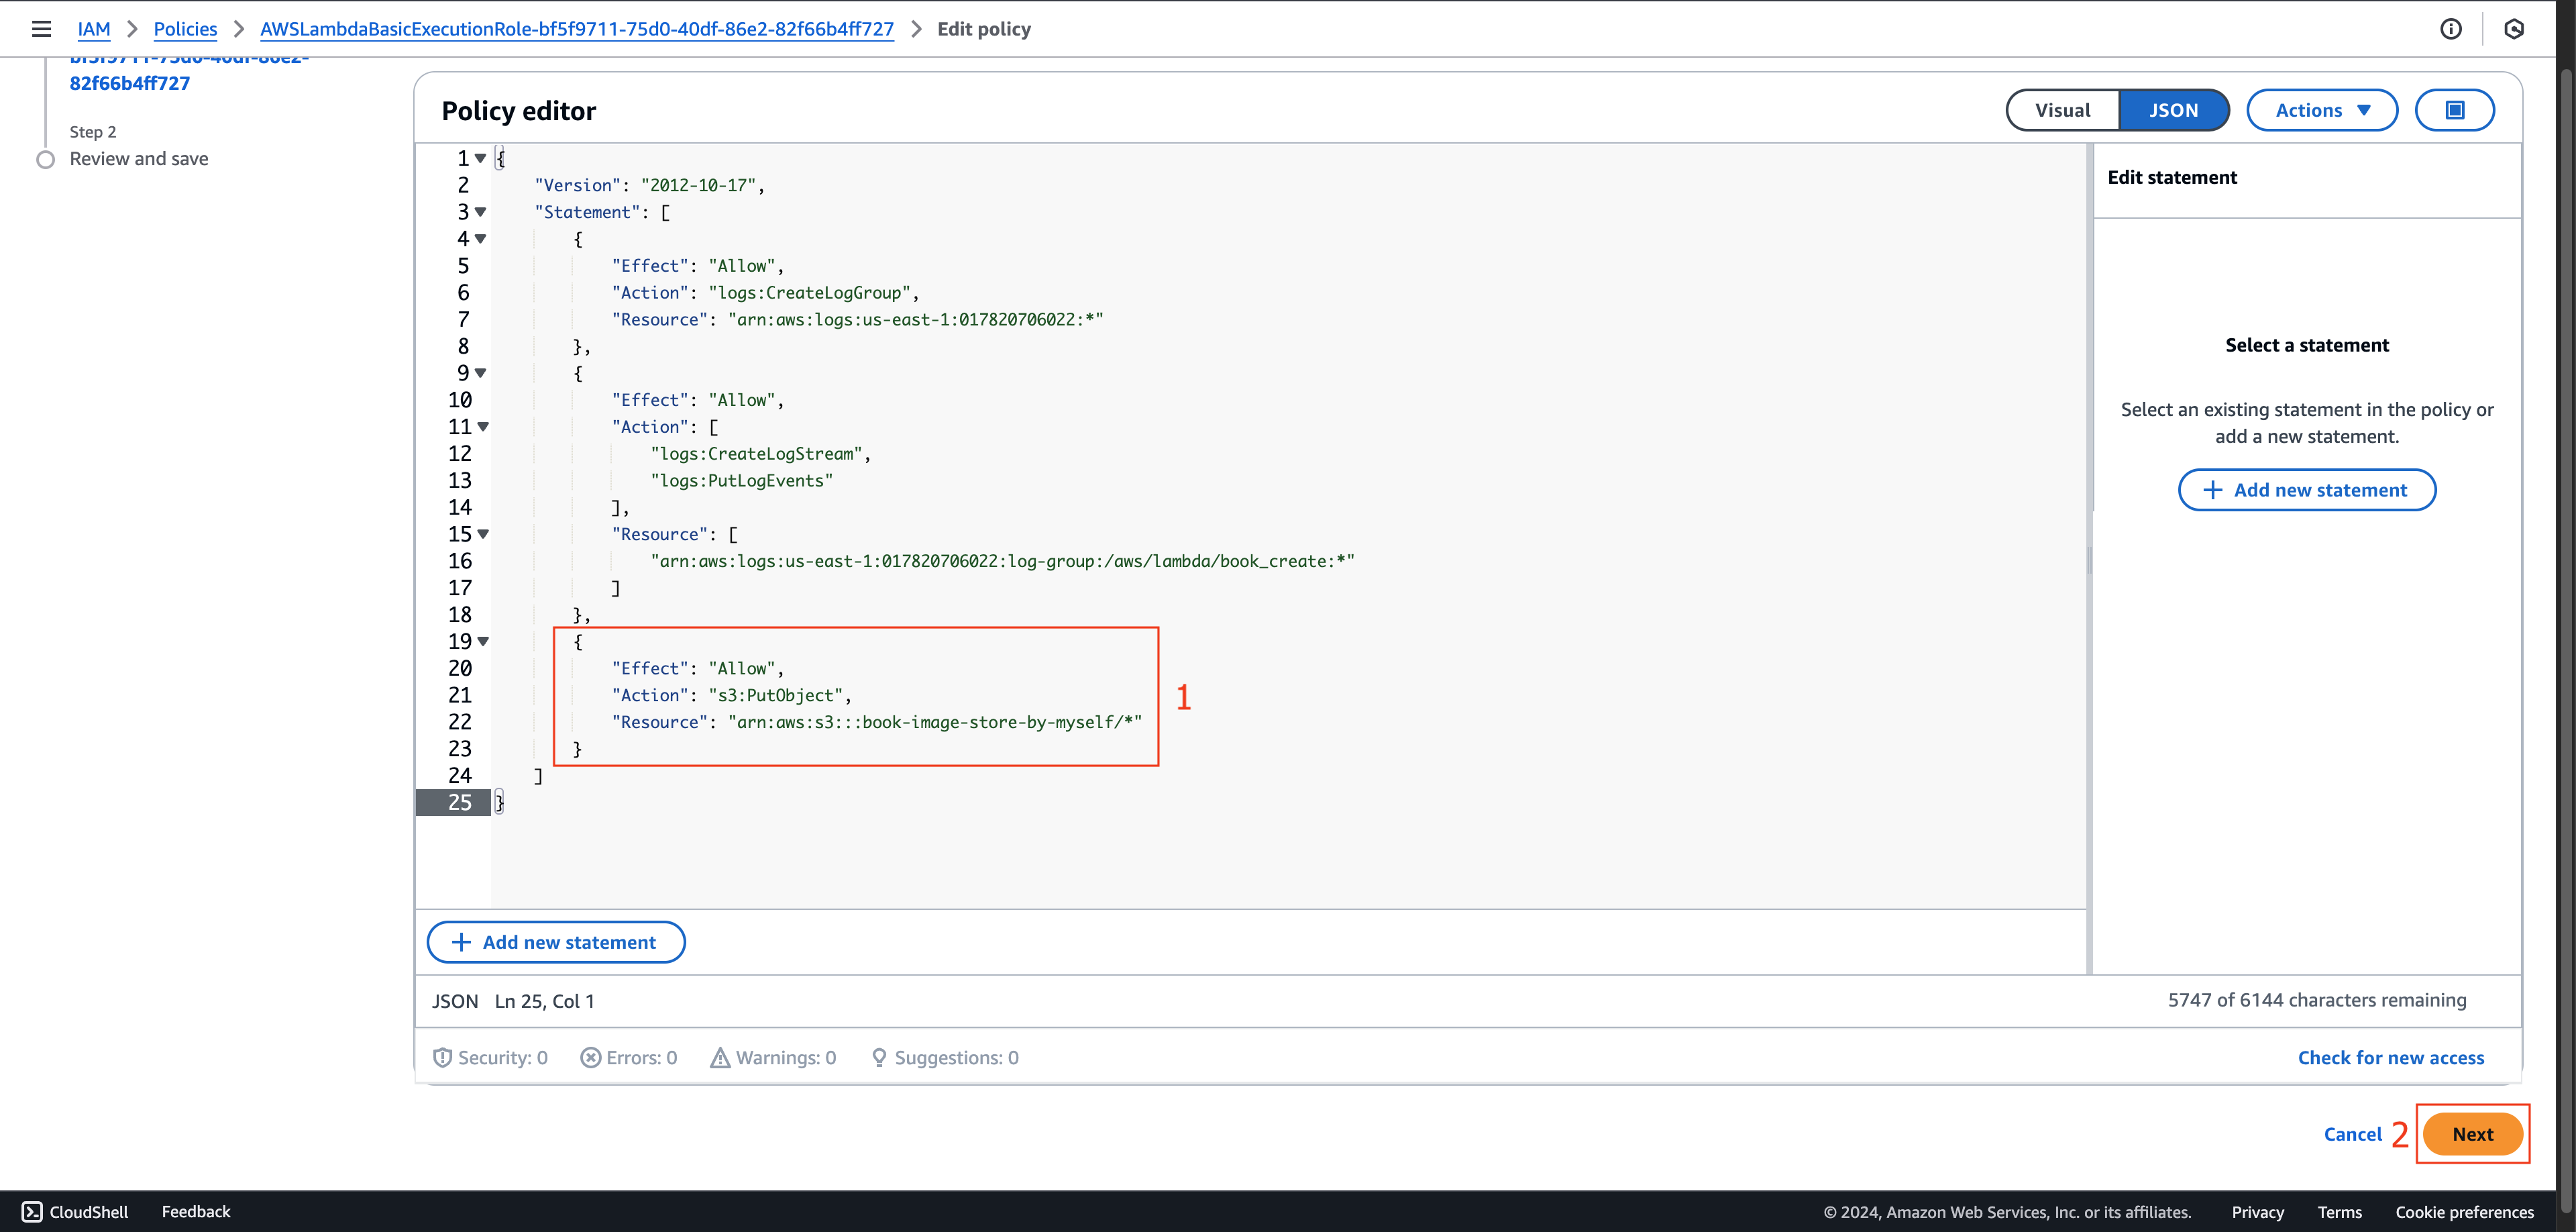 IAM > Policies > AWSLambdaBasicExecutionRole-bf5f9711-75d0-40df-86e2-82f66b4ff727 > Edit policy
bf5f9711-75d0-40df-86e2-
82f66b4ff727
Step 2
Review and save
Policy editor
Visual
JSON
Actions
1 {
2 "Version": "2012-10-17",
3 "Statement": [
4 {
5 "Effect": "Allow",
6 "Action": "logs:CreateLogGroup",
7 "Resource": "arn:aws:logs:us-east-1:017820706022:*"
8 },
9 {
10 "Effect": "Allow",
11 "Action": [
12 "logs:CreateLogStream",
13 "logs:PutLogEvents"
14 ],
15 "Resource": [
16 "arn:aws:logs:us-east-1:017820706022:log-group:/aws/lambda/book_create:*"
17 ]
18 },
19 {
20 "Effect": "Allow",
21 "Action": "s3:PutObject",
22 "Resource": "arn:aws:s3:::book-image-store-by-myself/*"
23 }
24 ]
25 }
1
Edit statement
Select a statement
Select an existing statement in the policy or
add a new statement.
+ Add new statement
+ Add new statement
JSON Ln 25, Col 1
5747 of 6144 characters remaining
Security: 0
Errors: 0
Warnings: 0
Suggestions: 0
Check for new access
Cancel
2
Next
CloudShell
Feedback
© 2024, Amazon Web Services, Inc. or its affiliates.
Privacy
Terms
Cookie preferences